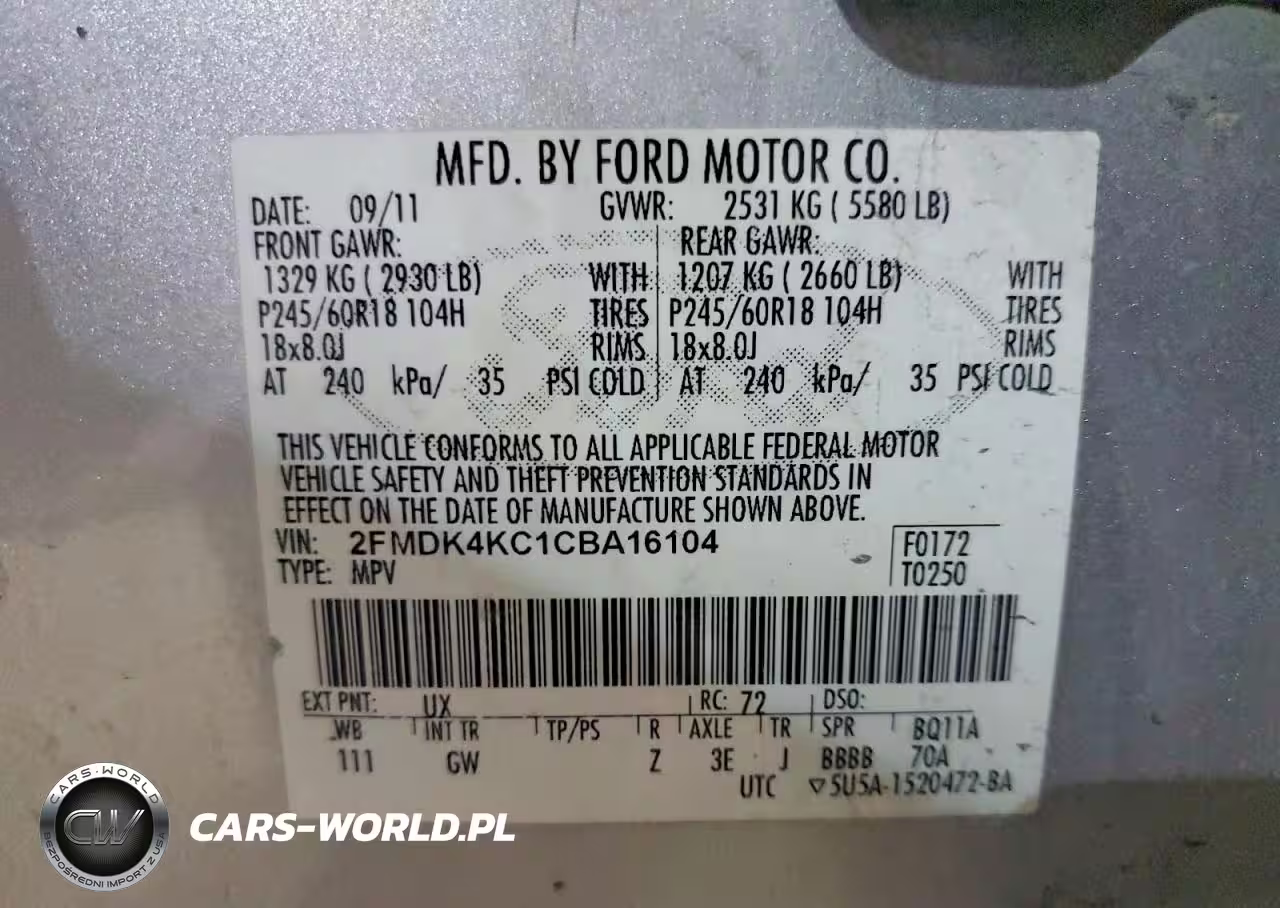 MFD. BY FORD MOTOR CO.
DATE: 09/11 GVWR: 2531 KG ( 5580 LB)
FRONT GAWR: REAR GAWR:
1329 KG ( 2930 LB) WITH 1207 KG ( 2660 LB) WITH
P245/60R18 104H TIRES P245/60R18 104H TIRES
18x8.0J RIMS 18x8.0J RIMS
AT 240 kPa/ 35 PSI COLD AT 240 kPa/ 35 PSI COLD
THIS VEHICLE CONFORMS TO ALL APPLICABLE FEDERAL MOTOR
VEHICLE SAFETY AND THEFT PREVENTION STANDARDS IN
EFFECT ON THE DATE OF MANUFACTURE SHOWN ABOVE.
VIN: 2FMDK4KC1CBA16104 F0172
TYPE: MPV T0250
EXT PNT: UX RC: 72 DSO:
WB INT TR TP/PS R AXLE TR SPR BQ11A
111 GW Z 3E J BBBB 70A
UTC ▽5U5A-1520472-BA
CARS-WORLD
CW
BEZPOŚREDNI IMPORT Z USA
CARS-WORLD.PL